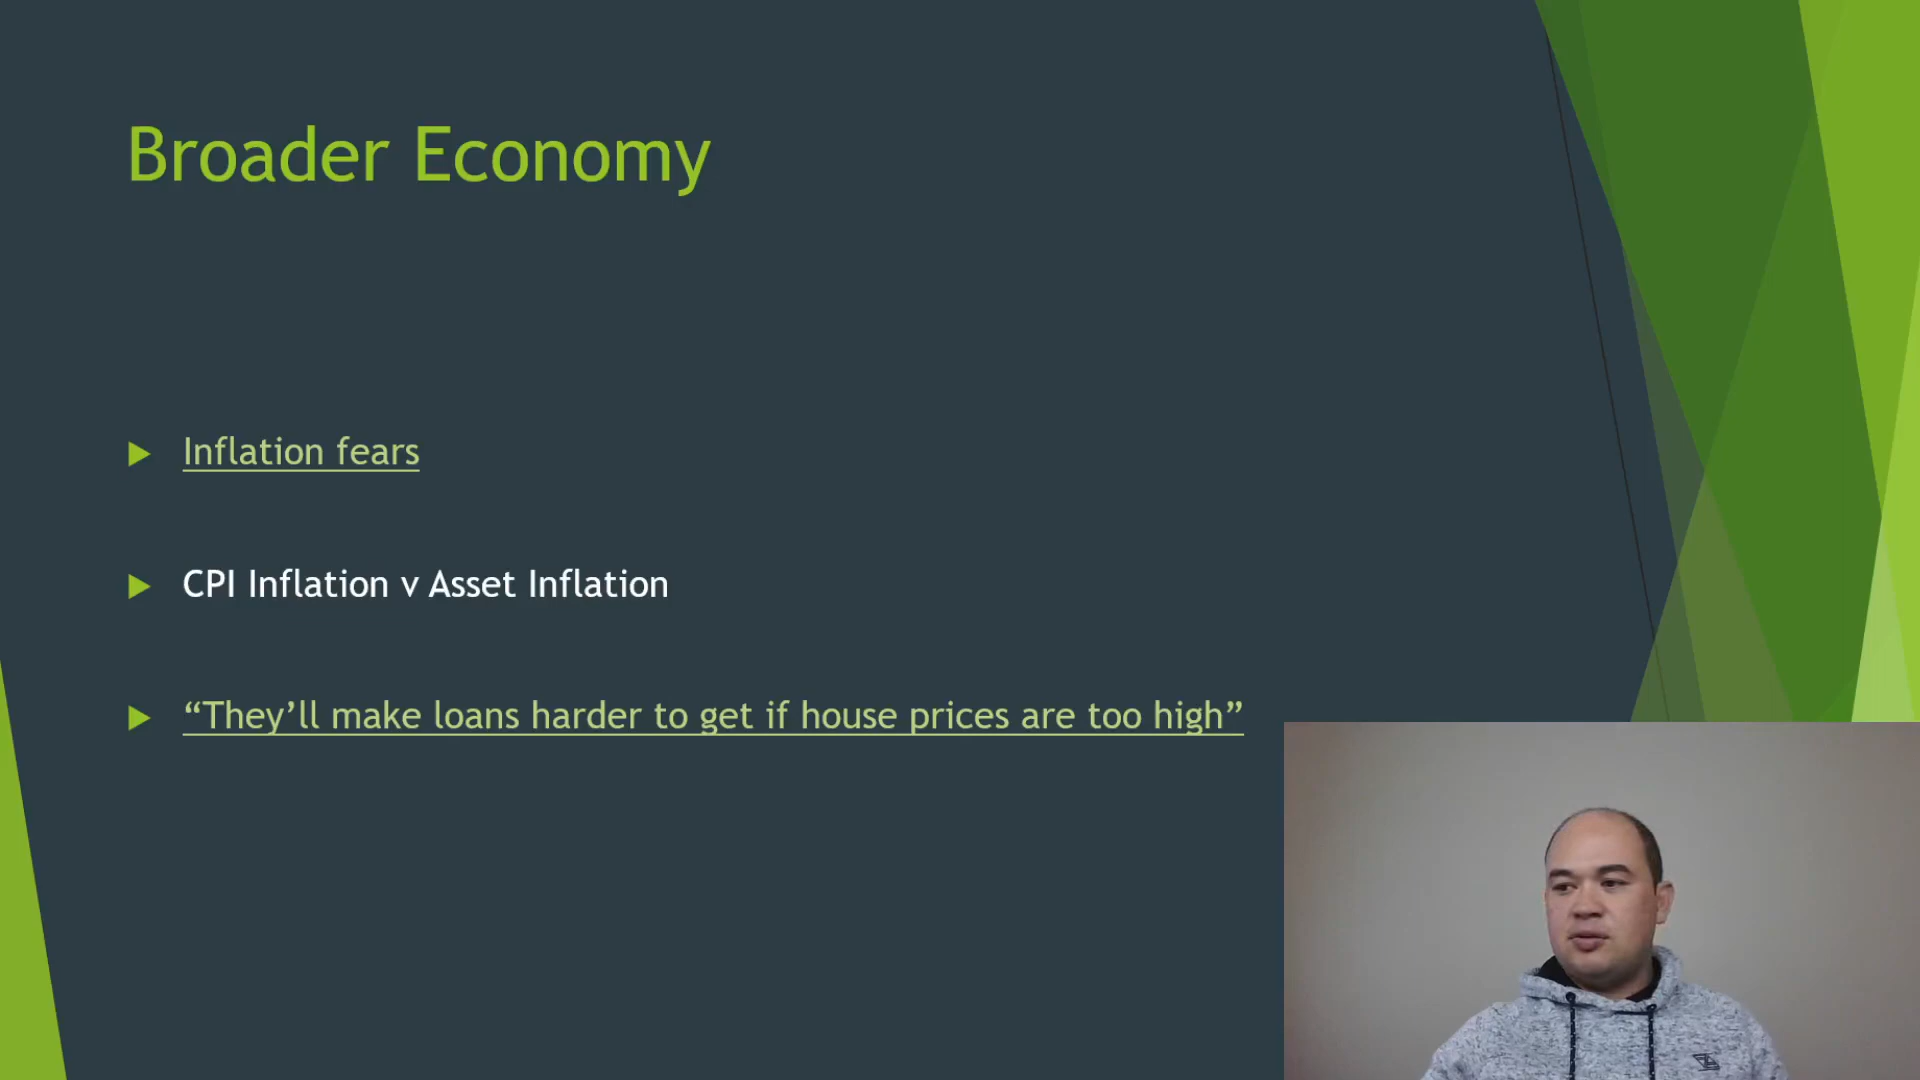 Broader Economy
Inflation fears
CPI Inflation v Asset Inflation
“They’ll make loans harder to get if house prices are too high”